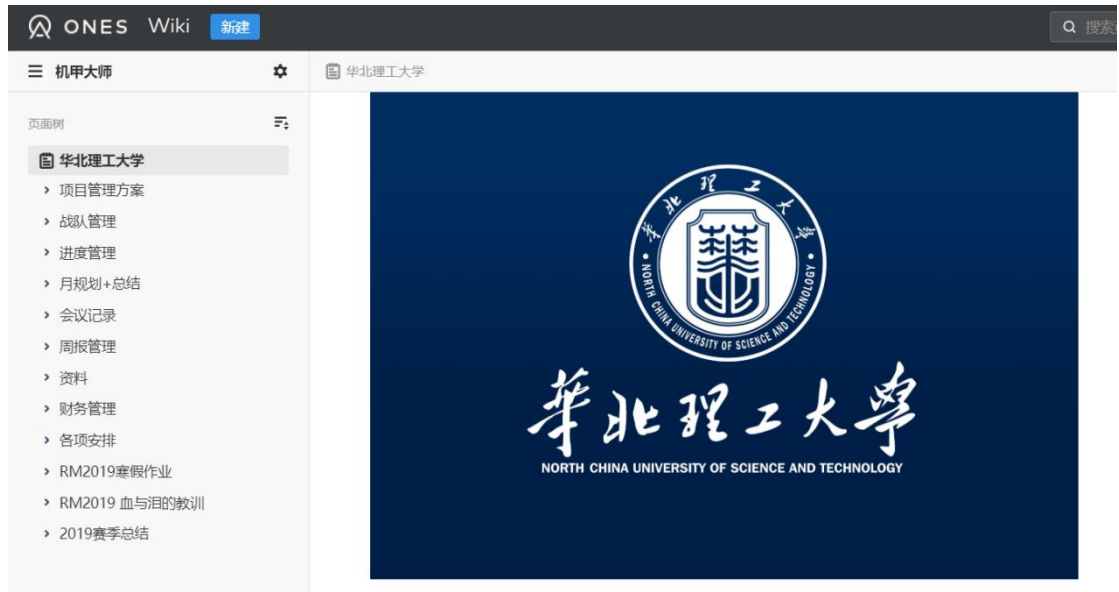 ONES Wiki 新建
搜索
机甲大师
华北理工大学
页面树
华北理工大学
项目管理方案
战队管理
进度管理
月规划+总结
会议记录
周报管理
资料
财务管理
各项安排
RM2019寒假作业
RM2019 血与泪的教训
2019赛季总结
华北理工大学
NORTH CHINA UNIVERSITY OF SCIENCE AND TECHNOLOGY
華北理工大學
NORTH CHINA UNIVERSITY OF SCIENCE AND TECHNOLOGY